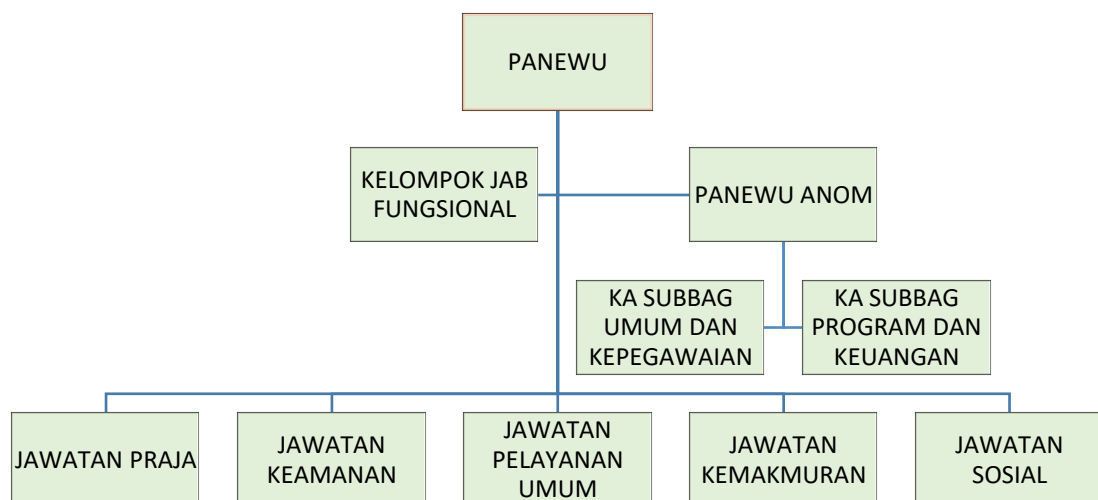 PANEWU
KELOMPOK JAB
FUNGSIONAL
PANEWU ANOM
KA SUBBAG
UMUM DAN
KEPEGAWAIAN
KA SUBBAG
PROGRAM DAN
KEUANGAN
JAWATAN PRAJA
JAWATAN
KEAMANAN
JAWATAN
PELAYANAN
UMUM
JAWATAN
KEMAKMURAN
JAWATAN
SOSIAL